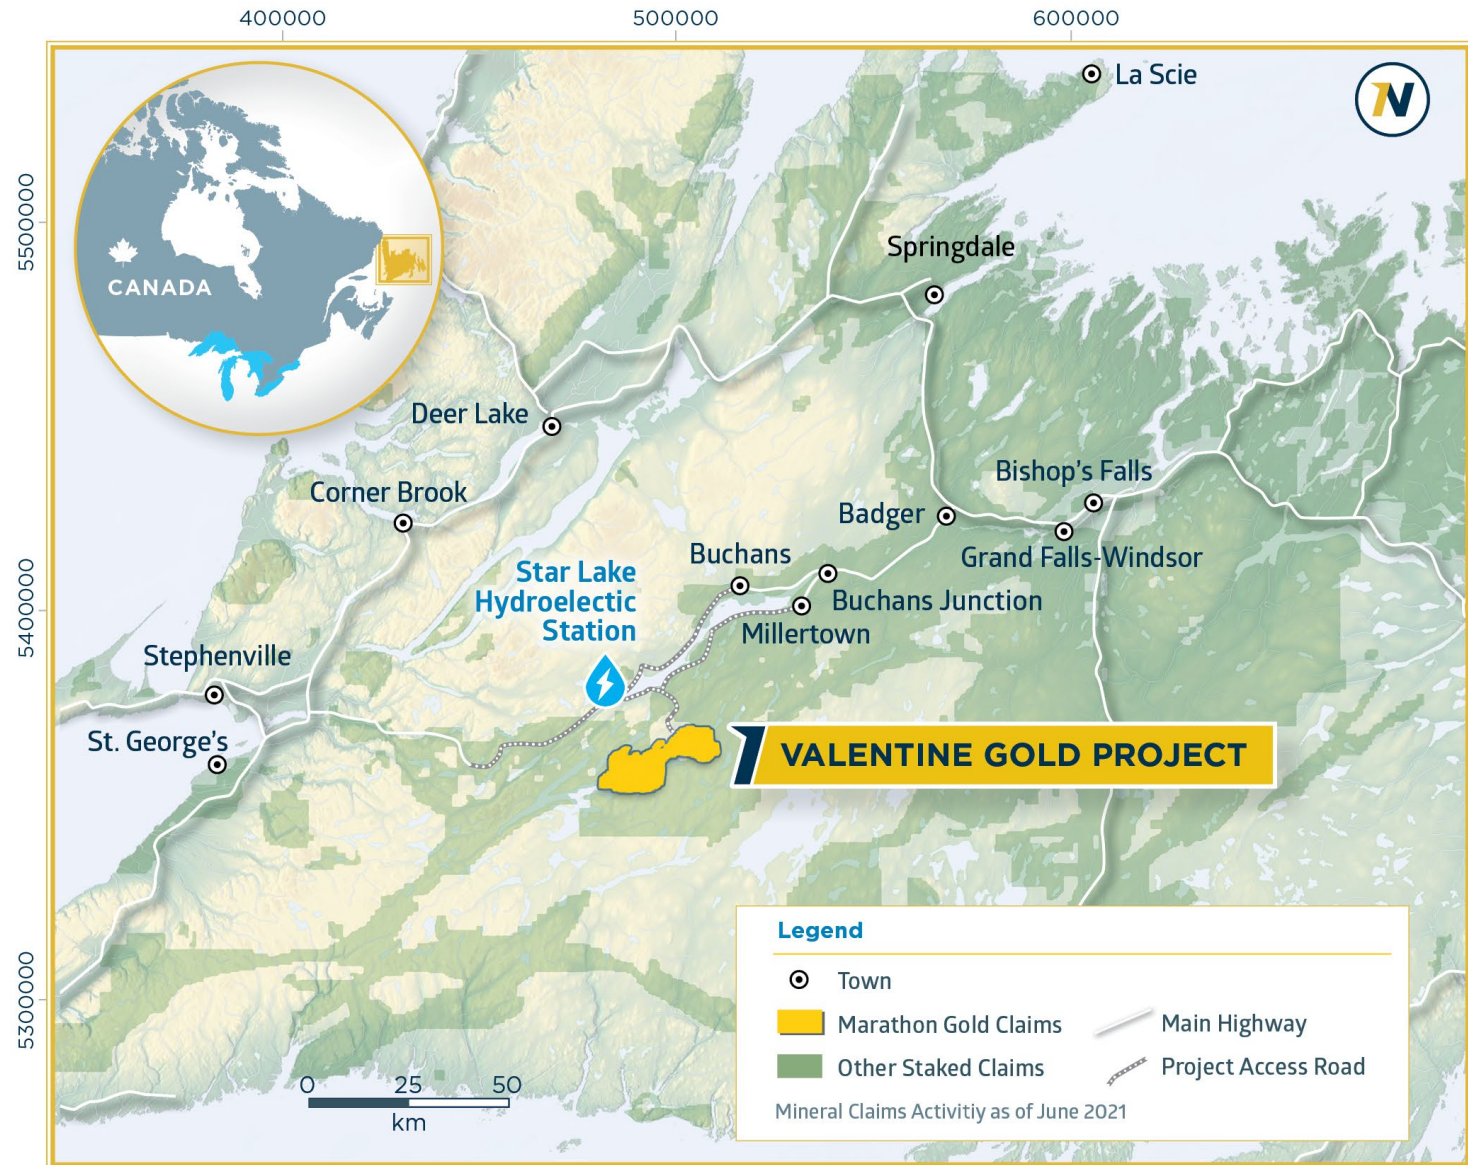 400000
500000
600000
5500000
5400000
5300000
CANADA
La Scie
N
Springdale
Deer Lake
Corner Brook
Bishop's Falls
Badger
Grand Falls-Windsor
Buchans
Buchans Junction
Millertown
Star Lake
Hydroelectic
Station
Stephenville
St. George's
VALENTINE GOLD PROJECT
Legend
Town
Marathon Gold Claims
Main Highway
Other Staked Claims
Project Access Road
Mineral Claims Activitiy as of June 2021
0 25 50
km